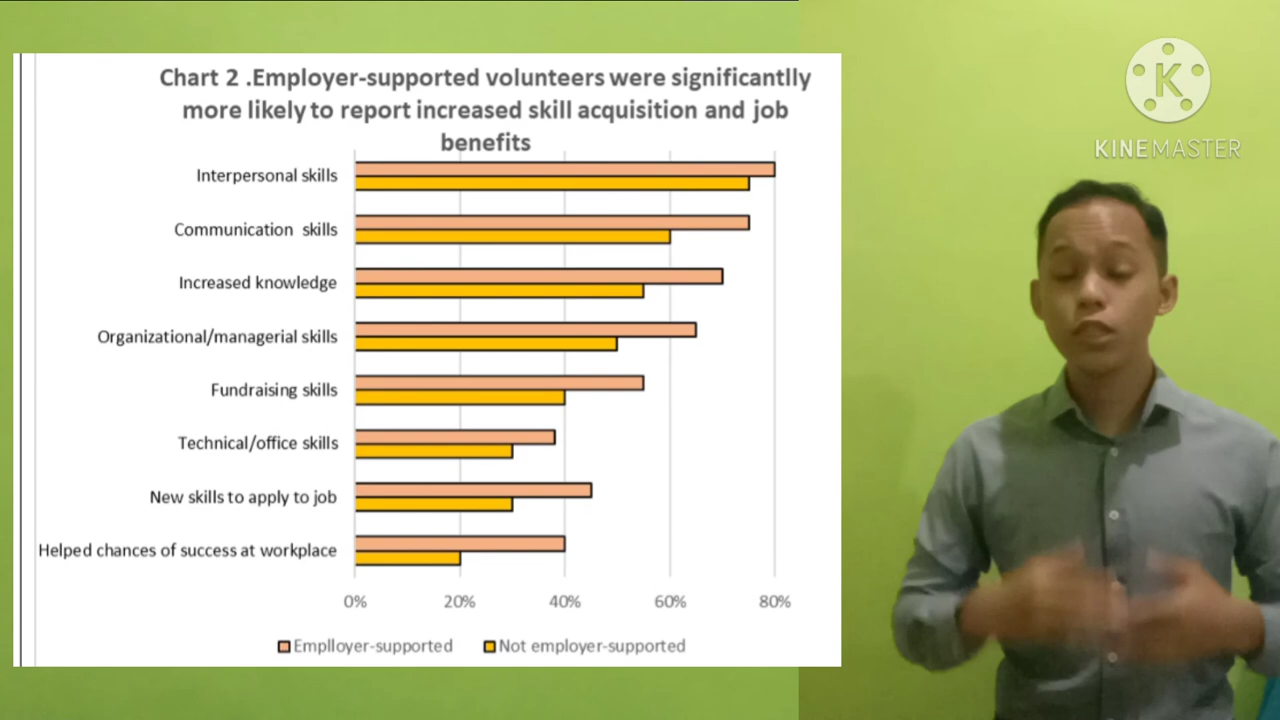 Chart 2 .Employer-supported volunteers were significantlly
more likely to report increased skill acquisition and job
benefits
Interpersonal skills
Communication skills
Increased knowledge
Organizational/managerial skills
Fundraising skills
Technical/office skills
New skills to apply to job
Helped chances of success at workplace
0% 20% 40% 60% 80%
Emplloyer-supported Not employer-supported
K
KINEMASTER